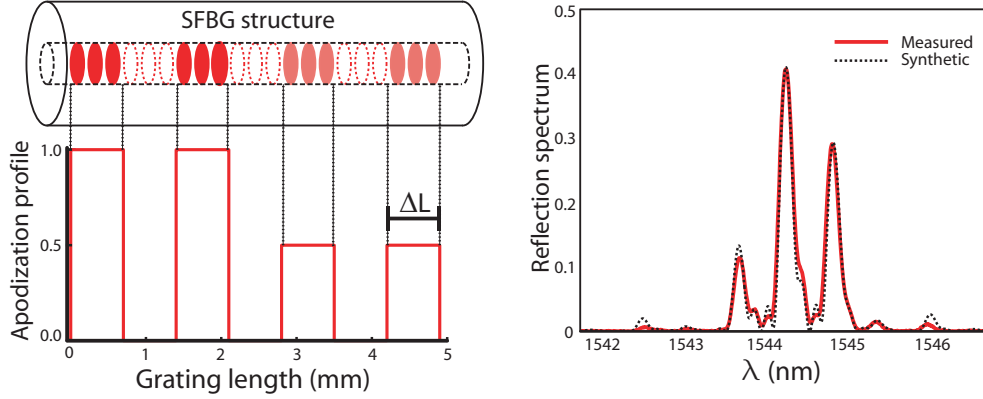 SFBG structure
Apodization profile
1.0
0.5
0.0
ΔL
0 1 2 3 4 5
Grating length (mm)
Reflection spectrum
0.5
0.4
0.3
0.2
0.1
0
Measured
Synthetic
1542 1543 1544 1545 1546
λ (nm)